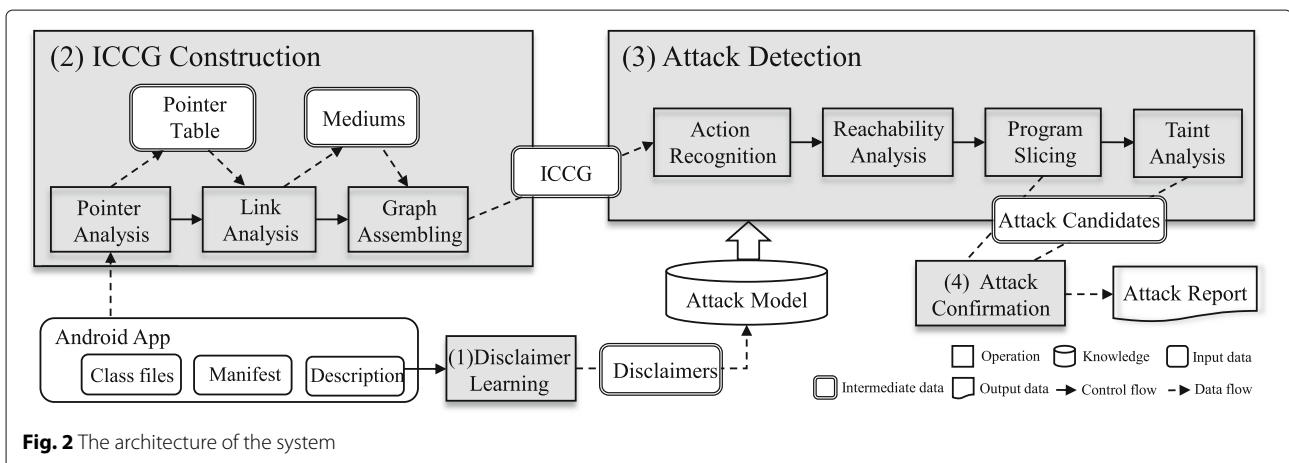 (2) ICCG Construction
Pointer
Table
Mediums
Pointer
Analysis
Link
Analysis
Graph
Assembling
ICCG
(3) Attack Detection
Action
Recognition
Reachability
Analysis
Program
Slicing
Taint
Analysis
Attack Candidates
Attack Model
(4) Attack
Confirmation
Attack Report
Android App
Class files
Manifest
Description
(1)Disclaimer
Learning
Disclaimers
Operation
Knowledge
Input data
Intermediate data
Output data
Control flow
Data flow
Fig. 2 The architecture of the system